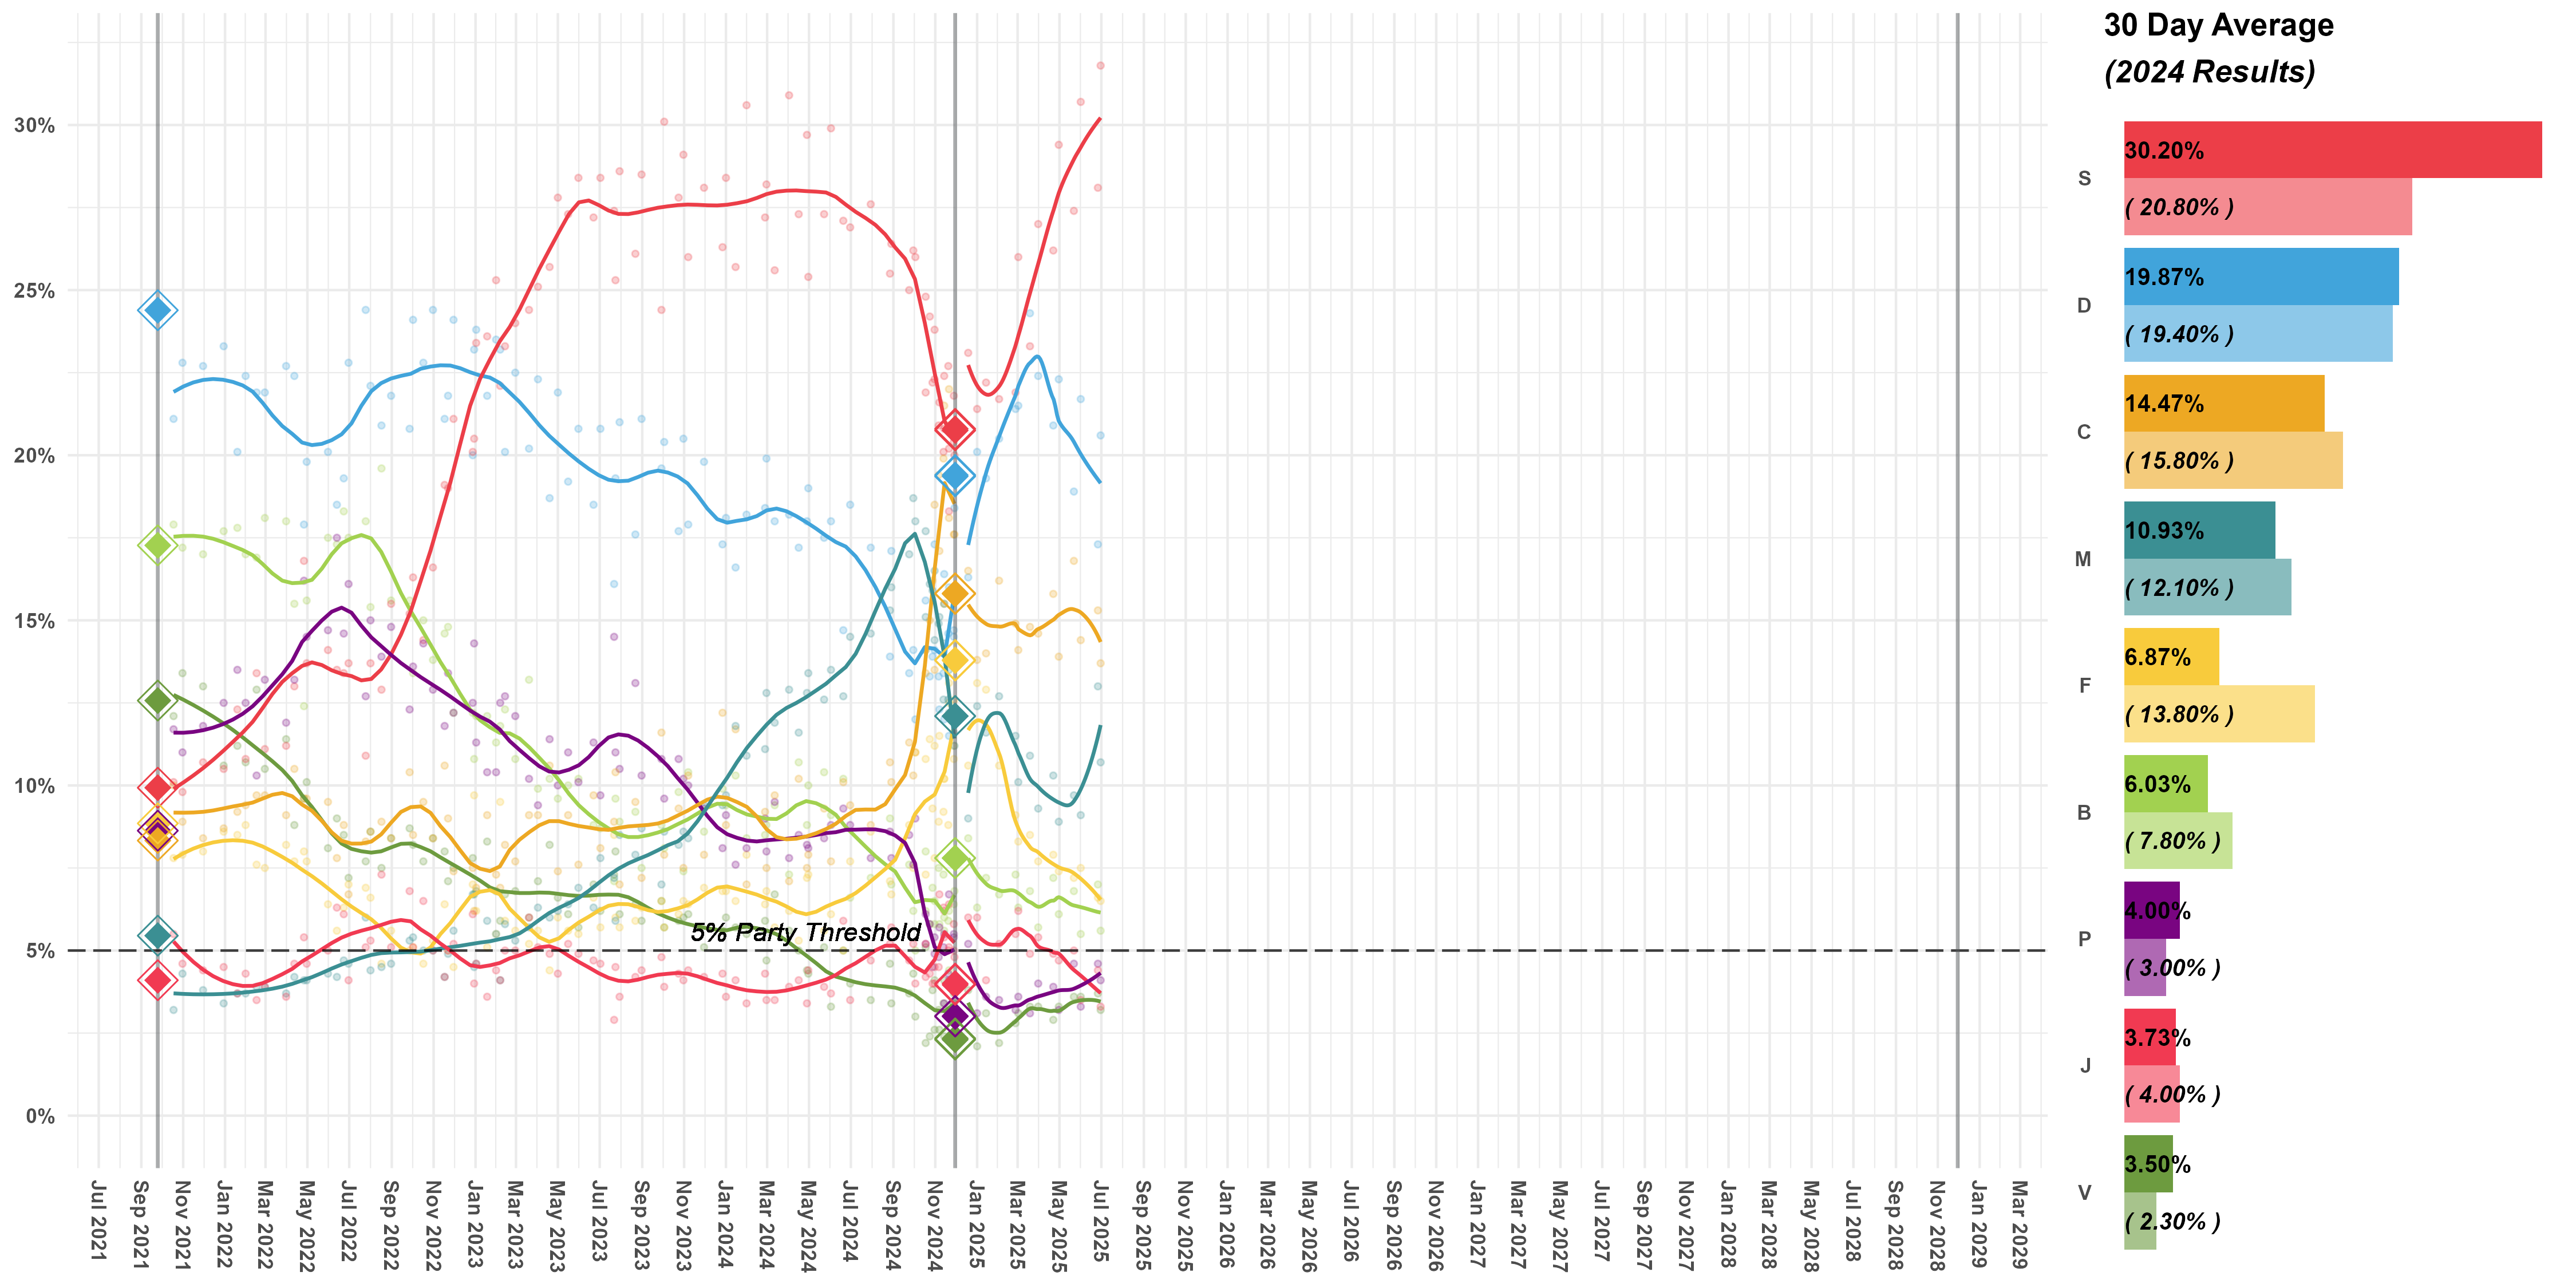 30 Day Average
(2024 Results)
30%
25%
20%
15%
10%
5%
0%
5% Party Threshold
S
30.20%
( 20.80% )
D
19.87%
( 19.40% )
C
14.47%
( 15.80% )
M
10.93%
( 12.10% )
F
6.87%
( 13.80% )
B
6.03%
( 7.80% )
P
4.00%
( 3.00% )
J
3.73%
( 4.00% )
V
3.50%
( 2.30% )
Jul 2021
Sep 2021
Nov 2021
Jan 2022
Mar 2022
May 2022
Jul 2022
Sep 2022
Nov 2022
Jan 2023
Mar 2023
May 2023
Jul 2023
Sep 2023
Nov 2023
Jan 2024
Mar 2024
May 2024
Jul 2024
Sep 2024
Nov 2024
Jan 2025
Mar 2025
May 2025
Jul 2025
Sep 2025
Nov 2025
Jan 2026
Mar 2026
May 2026
Jul 2026
Sep 2026
Nov 2026
Jan 2027
Mar 2027
May 2027
Jul 2027
Sep 2027
Nov 2027
Jan 2028
Mar 2028
May 2028
Jul 2028
Sep 2028
Nov 2028
Jan 2029
Mar 2029